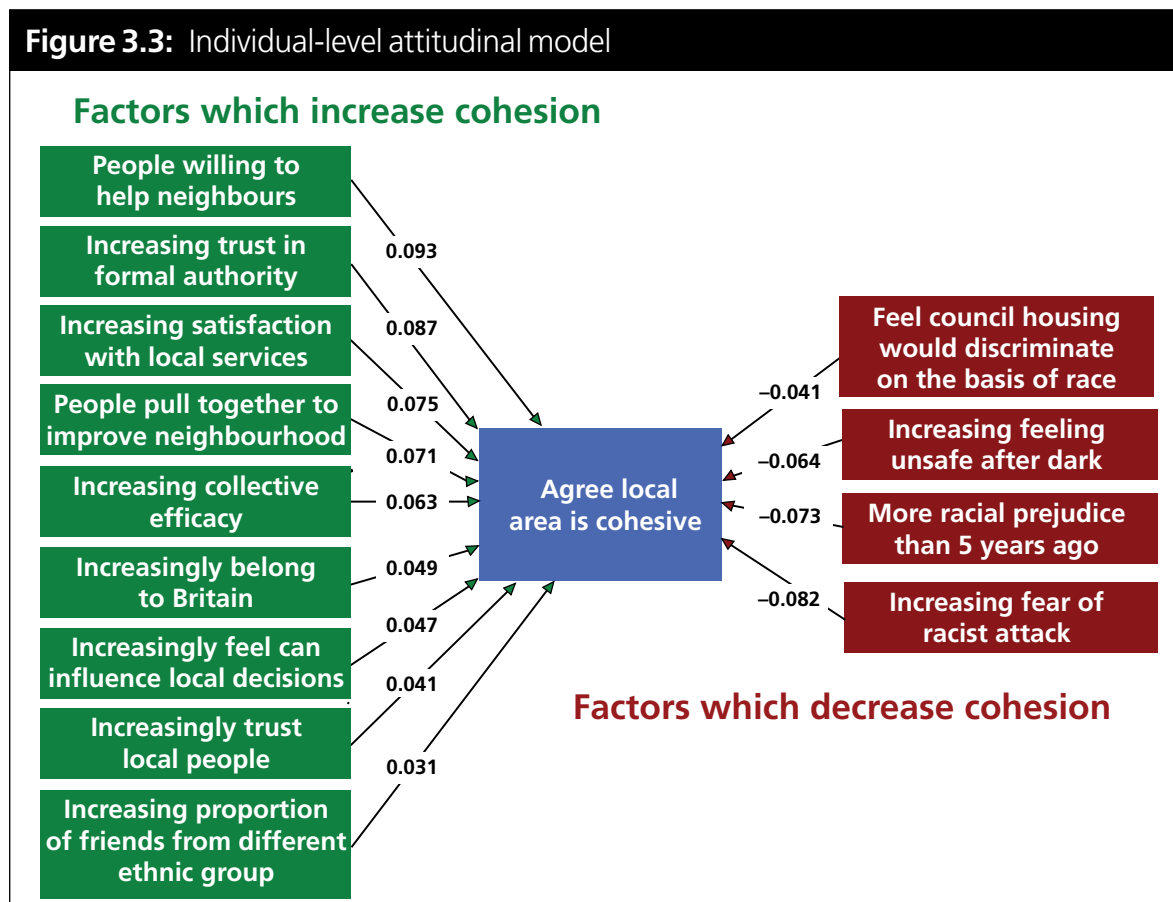 Figure 3.3: Individual-level attitudinal model
Factors which increase cohesion
People willing to
help neighbours
Increasing trust in
formal authority
Increasing satisfaction
with local services
People pull together to
improve neighbourhood
Increasing collective
efficacy
Increasingly belong
to Britain
Increasingly feel can
influence local decisions
Increasingly trust
local people
Increasing proportion
of friends from different
ethnic group
0.093
0.087
0.075
0.071
0.063
0.049
0.047
0.041
0.031
Agree local
area is cohesive
–0.041
–0.064
–0.073
–0.082
Feel council housing
would discriminate
on the basis of race
Increasing feeling
unsafe after dark
More racial prejudice
than 5 years ago
Increasing fear of
racist attack
Factors which decrease cohesion